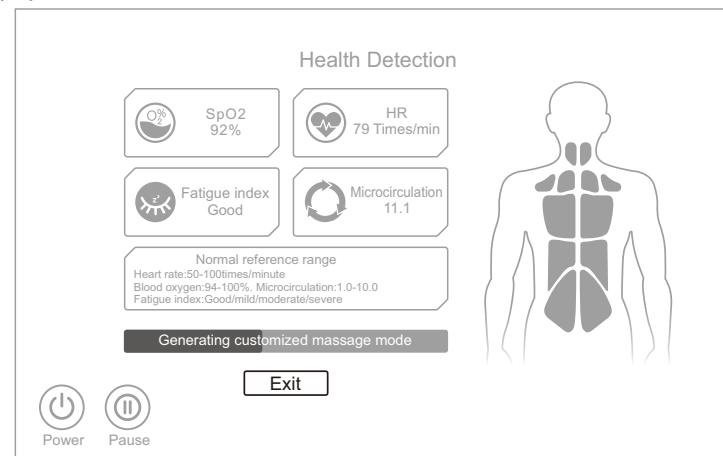 Health Detection
SpO2
92%
HR
79 Times/min
Fatigue index
Good
Microcirculation
11.1
Normal reference range
Heart rate:50-100times/minute
Blood oxygen:94-100%. Microcirculation:1.0-10.0
Fatigue index:Good/mild/moderate/severe
Generating customized massage mode
Exit
Power
Pause